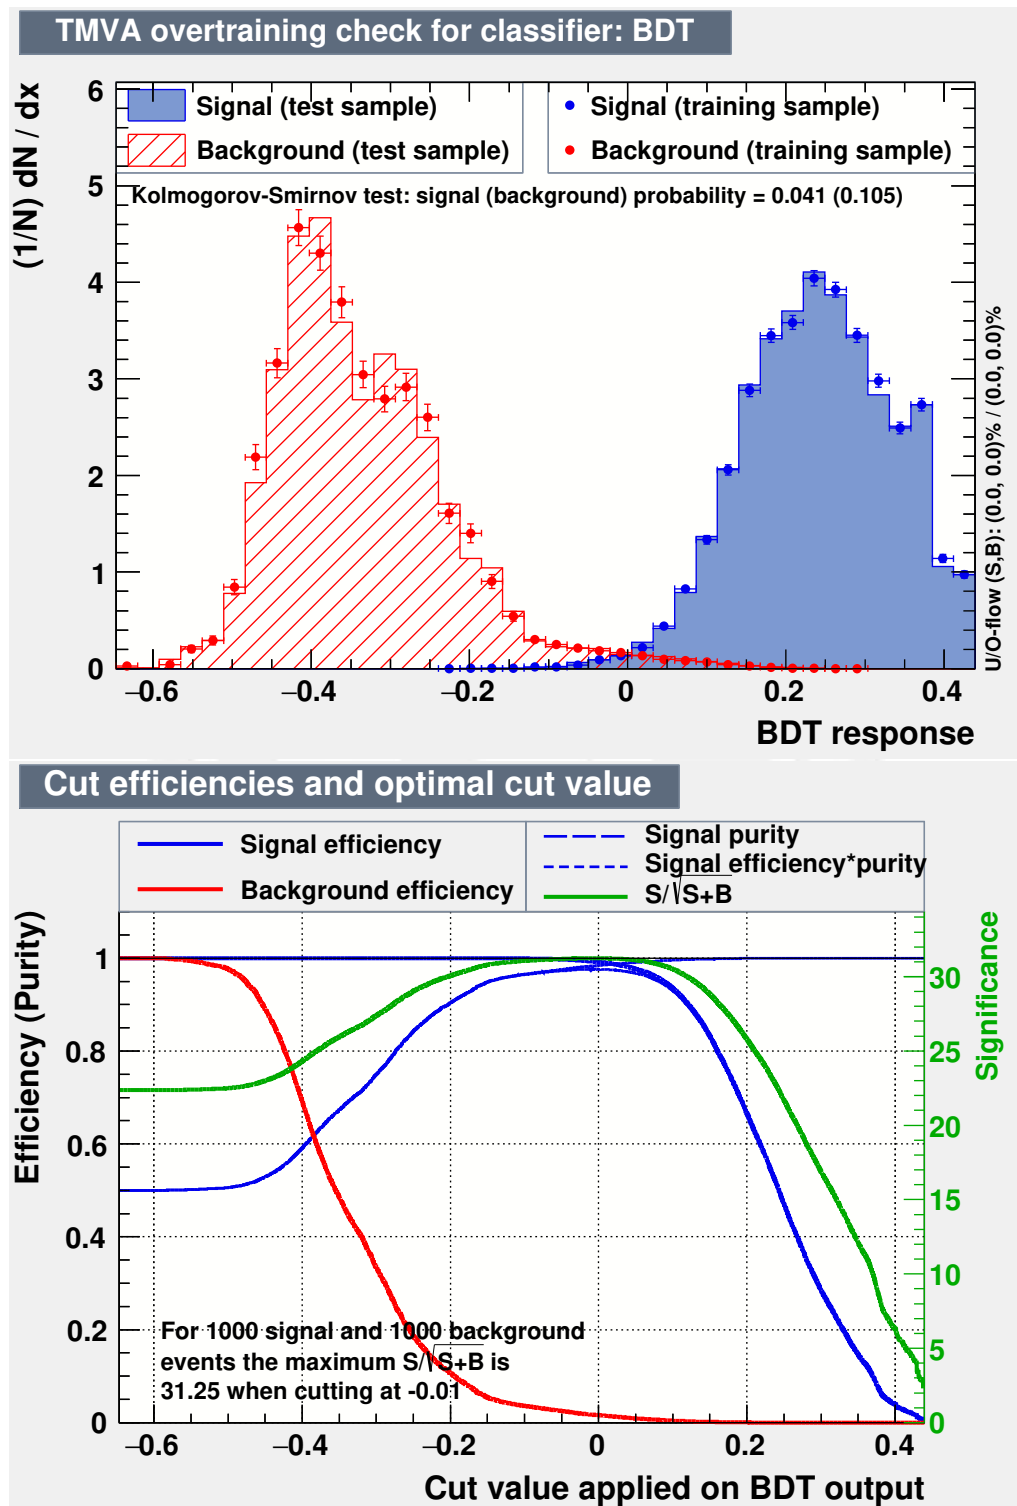 TMVA overtraining check for classifier: BDT
(1/N) dN / dx
Signal (test sample)
Background (test sample)
Signal (training sample)
Background (training sample)
Kolmogorov-Smirnov test: signal (background) probability = 0.041 (0.105)
6
5
4
3
2
1
0
−0.6 −0.4 −0.2 0 0.2 0.4
BDT response
U/O-flow (S,B): (0.0, 0.0)% / (0.0, 0.0)%
Cut efficiencies and optimal cut value
Signal efficiency
Background efficiency
Signal purity
Signal efficiency*purity
S/√S+B
Efficiency (Purity)
1
0.8
0.6
0.4
0.2
0
Significance
30
25
20
15
10
5
0
For 1000 signal and 1000 background
events the maximum S/√S+B is
31.25 when cutting at -0.01
−0.6 −0.4 −0.2 0 0.2 0.4
Cut value applied on BDT output